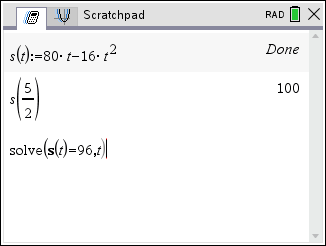 Scratchpad RAD
s(t):=80·t−16·t² Done
s(5/2) 100
solve(s(t)=96,t)